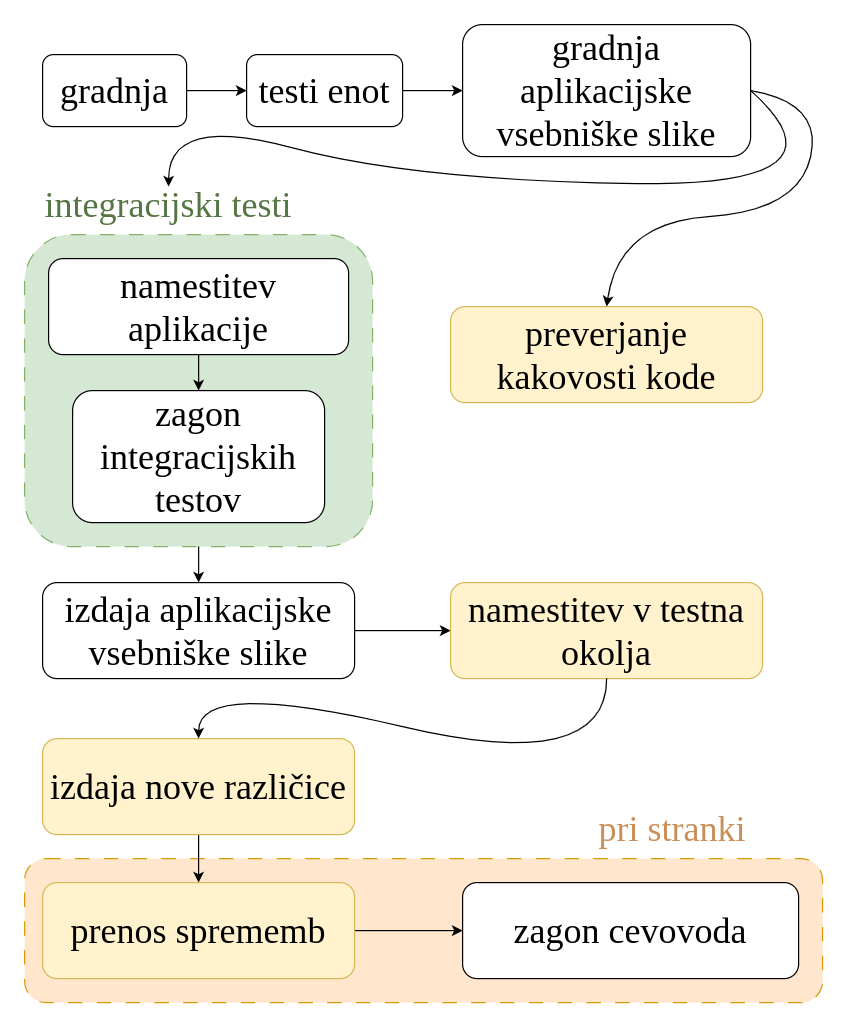 gradnja
testi enot
gradnja
aplikacijske
vsebniške slike
integracijski testi
namestitev
aplikacije
zagon
integracijskih
testov
preverjanje
kakovosti kode
izdaja aplikacijske
vsebniške slike
namestitev v testna
okolja
izdaja nove različice
pri stranki
prenos sprememb
zagon cevovoda